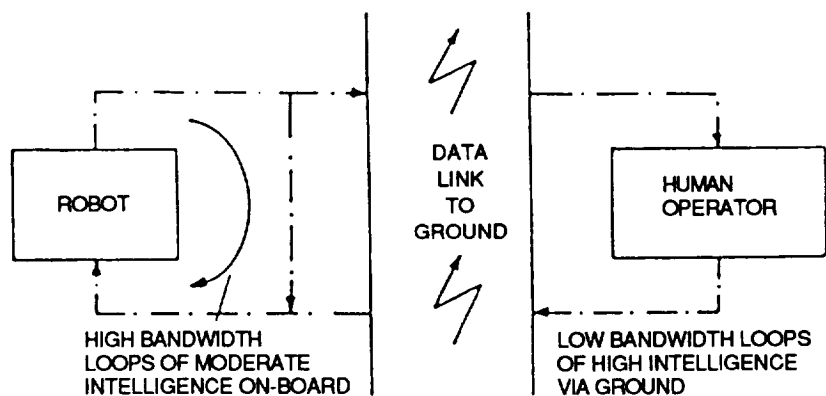 ROBOT
HIGH BANDWIDTH
LOOPS OF MODERATE
INTELLIGENCE ON-BOARD
DATA
LINK
TO
GROUND
HUMAN
OPERATOR
LOW BANDWIDTH LOOPS
OF HIGH INTELLIGENCE
VIA GROUND